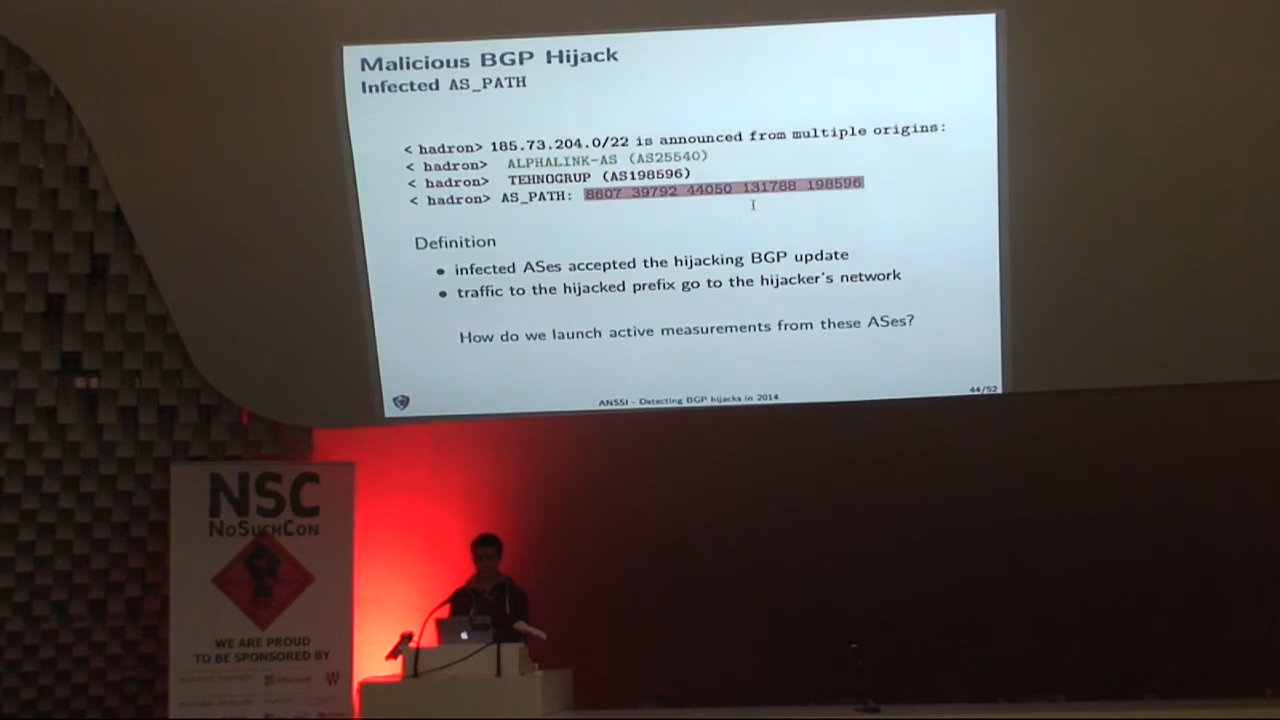 Malicious BGP Hijack
Infected AS_PATH
< hadron> 185.73.204.0/22 is announced from multiple origins:
< hadron> ALPHALINK-AS (AS25540)
< hadron> TEHNOGRUP (AS198596)
< hadron> AS_PATH: 8607 39792 44050 131788 198596
Definition
• infected ASes accepted the hijacking BGP update
• traffic to the hijacked prefix go to the hijacker's network
How do we launch active measurements from these ASes?
ANSSI - Detecting BGP hijacks in 2014
44/52
NSC
NoSuchCon
WE ARE PROUD
TO BE SPONSORED BY
Microsoft